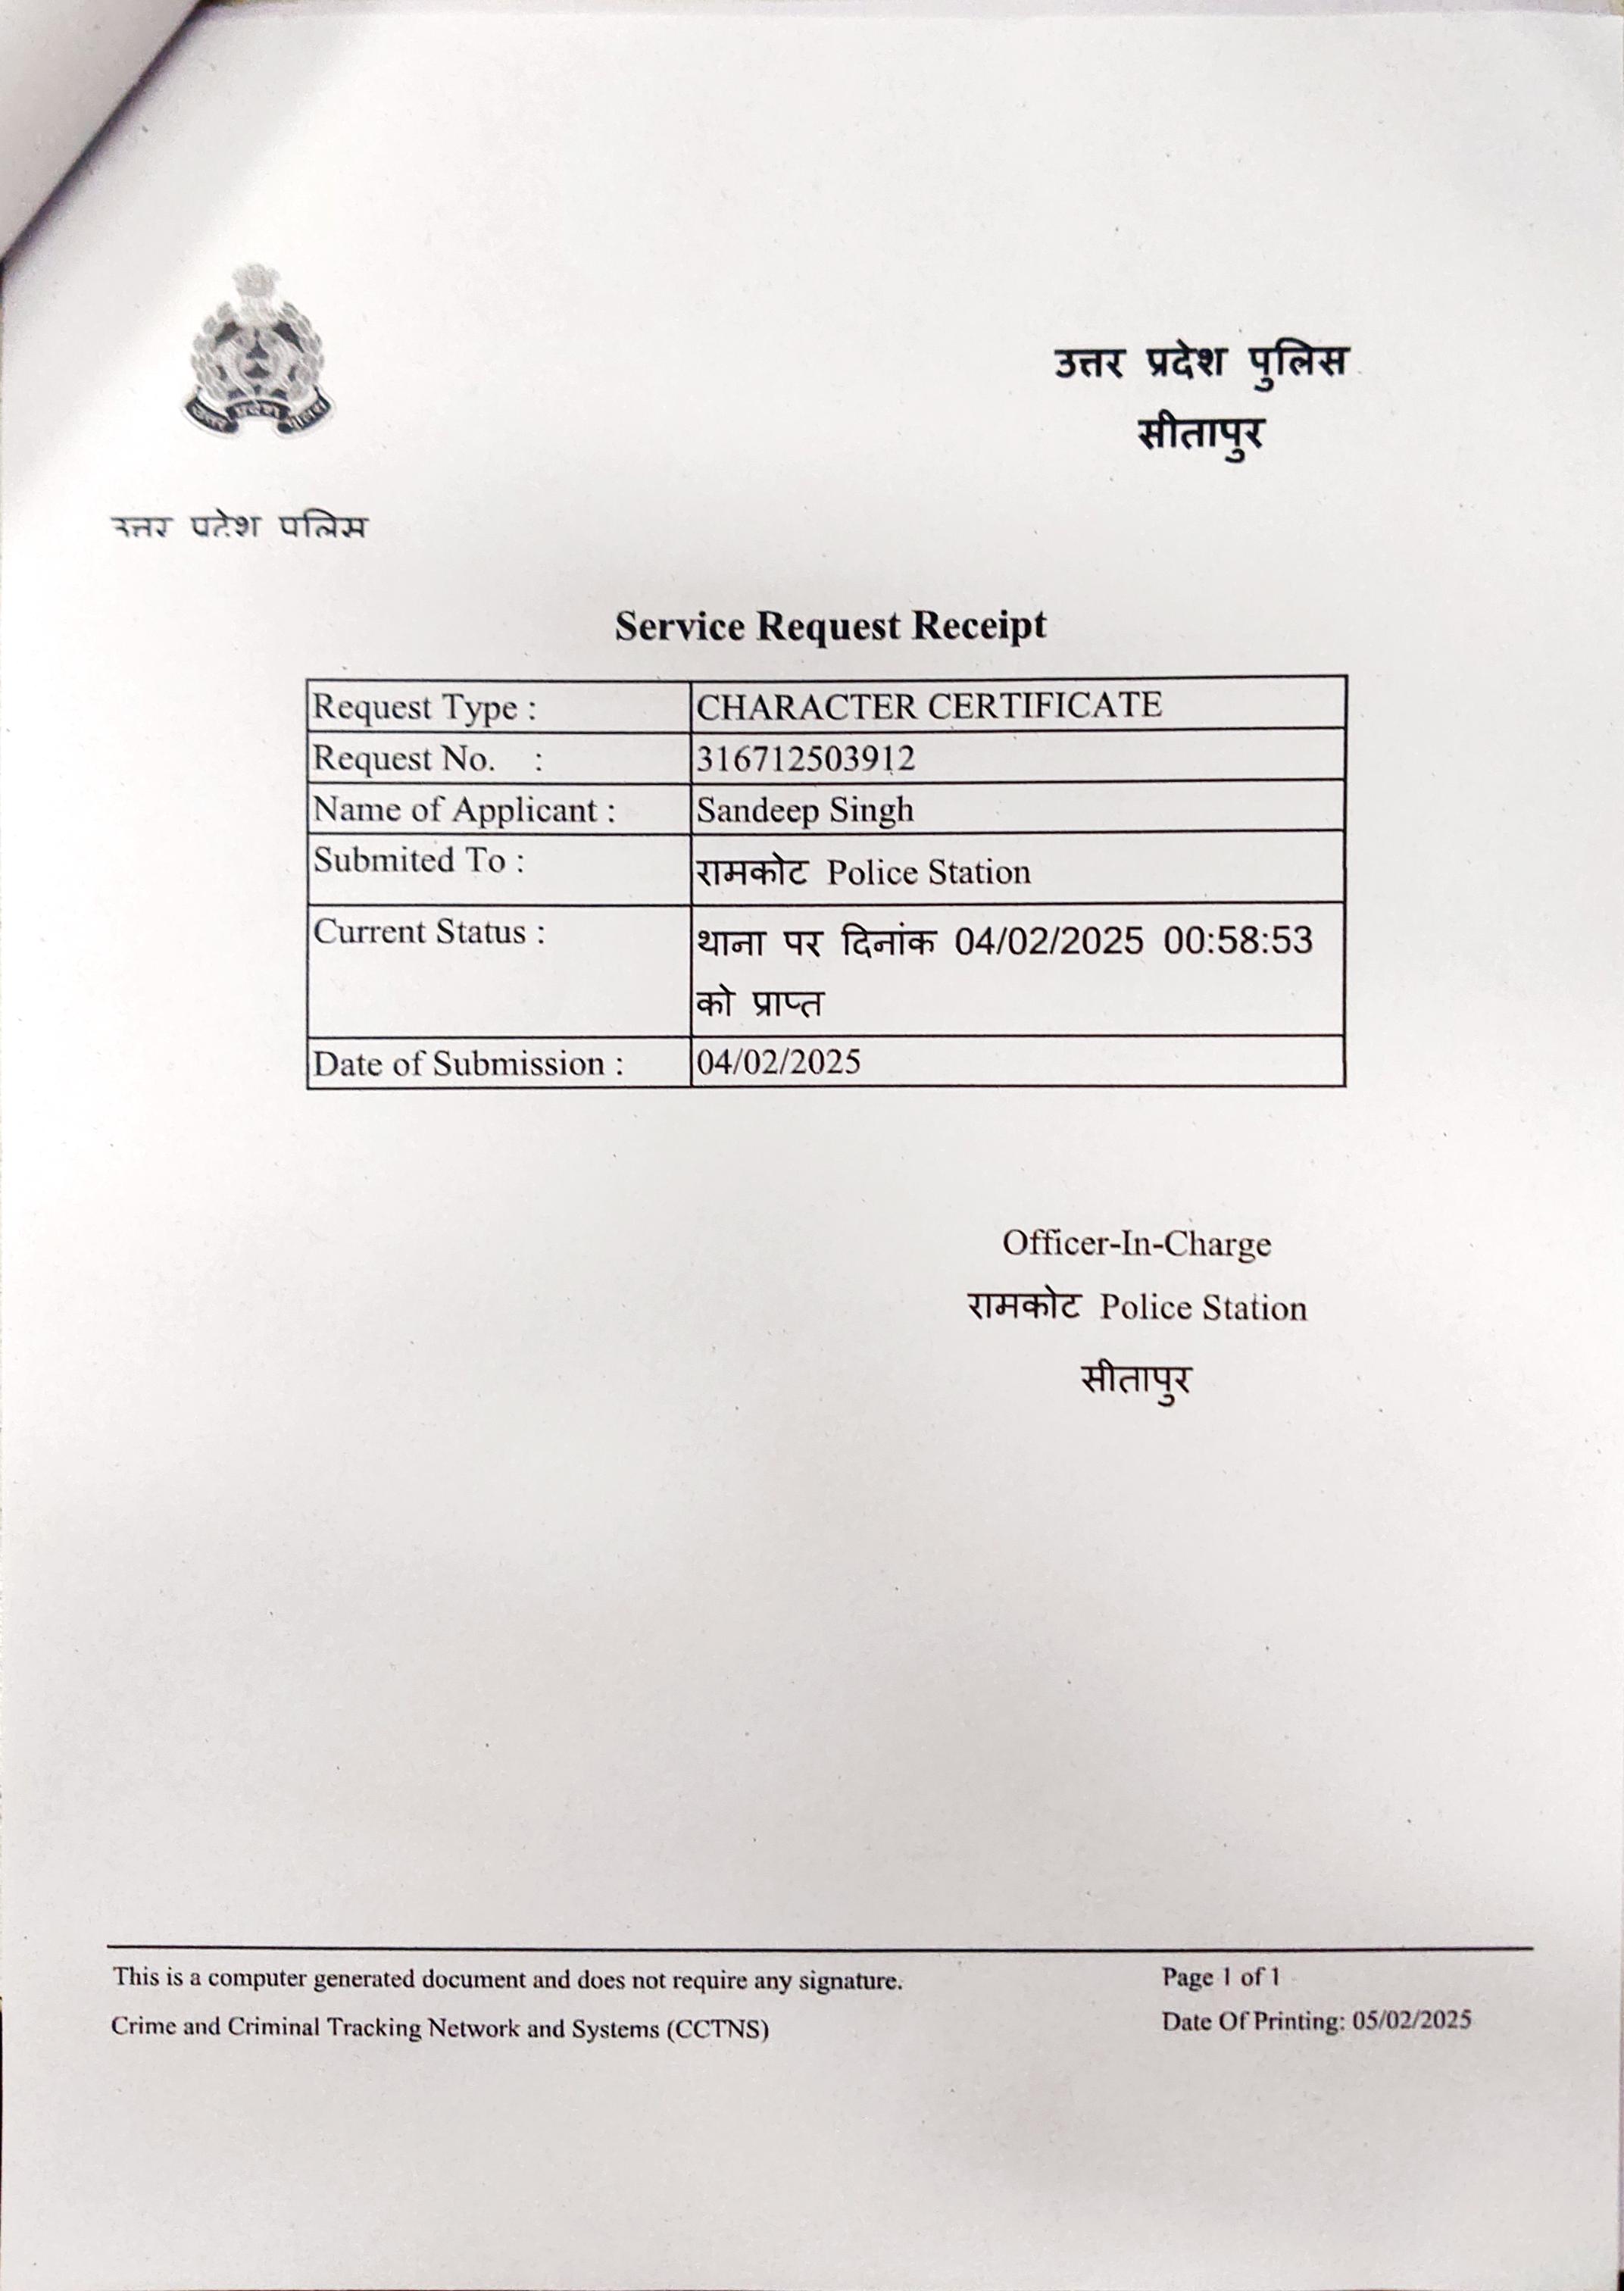 उत्तर प्रदेश पुलिस
उत्तर प्रदेश पुलिस
सीतापुर
उत्तर प्रदेश पुलिस
Service Request Receipt
Request Type : CHARACTER CERTIFICATE
Request No. : 316712503912
Name of Applicant : Sandeep Singh
Submited To : रामकोट Police Station
Current Status : थाना पर दिनांक 04/02/2025 00:58:53
को प्राप्त
Date of Submission : 04/02/2025
Officer-In-Charge
रामकोट Police Station
सीतापुर
This is a computer generated document and does not require any signature. Page 1 of 1
Crime and Criminal Tracking Network and Systems (CCTNS) Date Of Printing: 05/02/2025